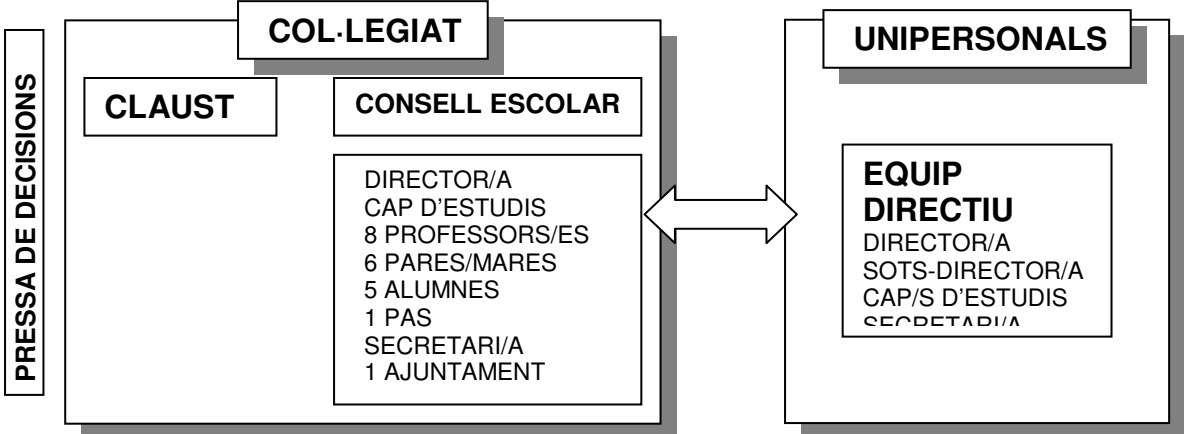 PRESSA DE DECISIONS
COL·LEGIAT
CLAUST
CONSELL ESCOLAR
DIRECTOR/A
CAP D'ESTUDIS
8 PROFESSORS/ES
6 PARES/MARES
5 ALUMNES
1 PAS
SECRETARI/A
1 AJUNTAMENT
UNIPERSONALS
EQUIP
DIRECTIU
DIRECTOR/A
SOTS-DIRECTOR/A
CAP/S D'ESTUDIS
SECRETARI/A